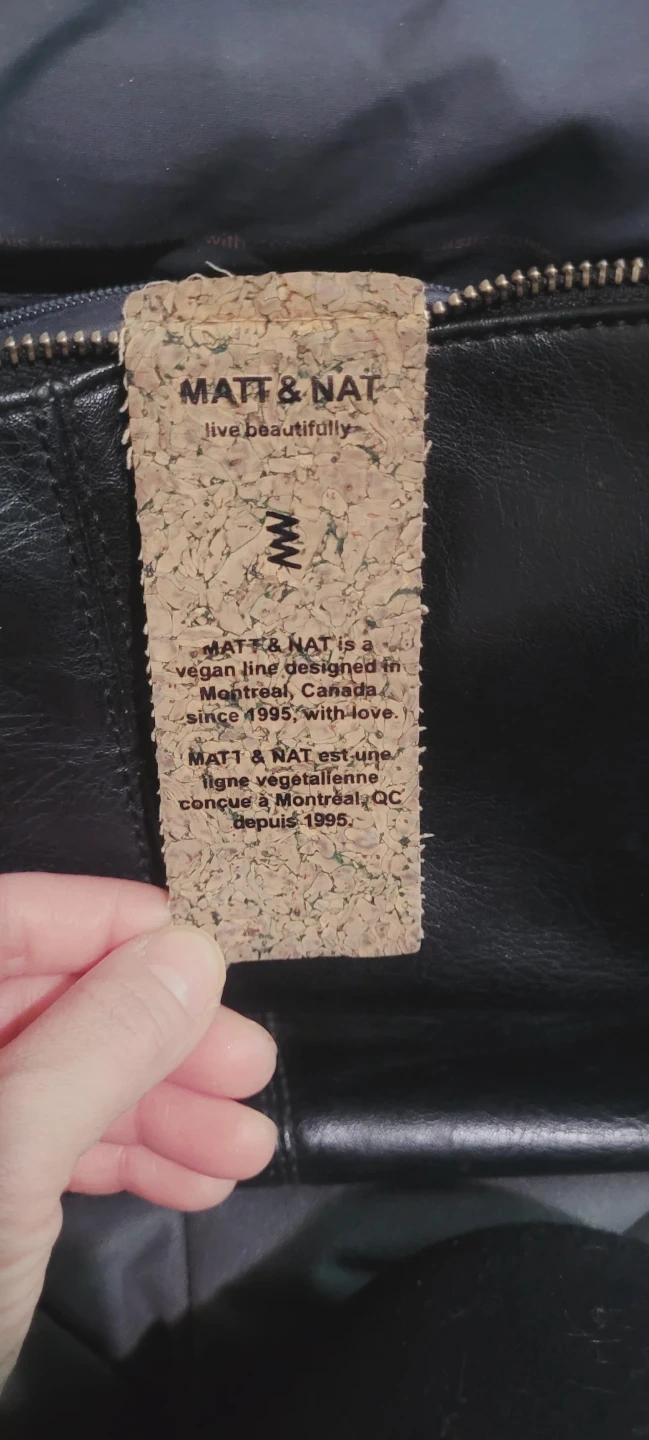 MATT & NAT
live beautifully
MATT & NAT is a
vegan line designed in
Montreal, Canada
since 1995, with love.
MATT & NAT est une
ligne végétalienne
conçue à Montréal, QC
depuis 1995.